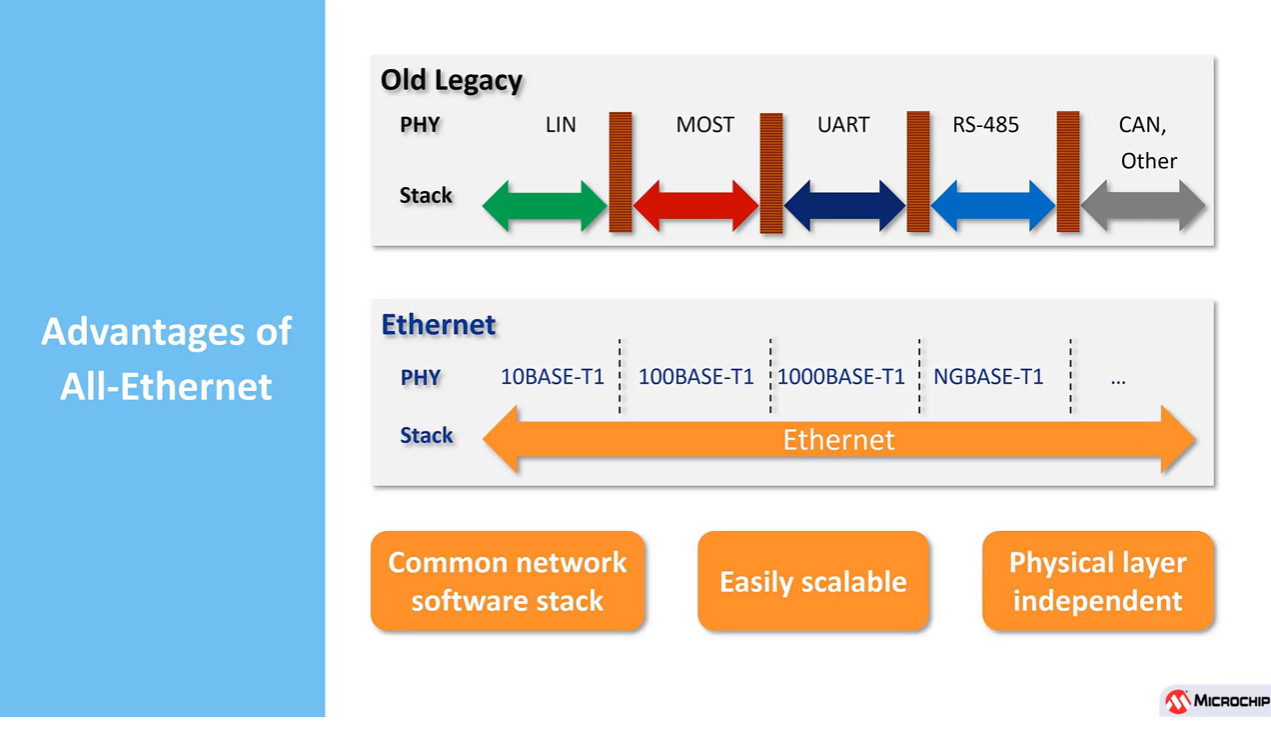 Advantages of
All-Ethernet
Old Legacy
PHY LIN MOST UART RS-485 CAN,
Other
Stack
Ethernet
PHY 10BASE-T1 100BASE-T1 1000BASE-T1 NGBASE-T1 ...
Stack Ethernet
Common network
software stack
Easily scalable
Physical layer
independent
MICROCHIP